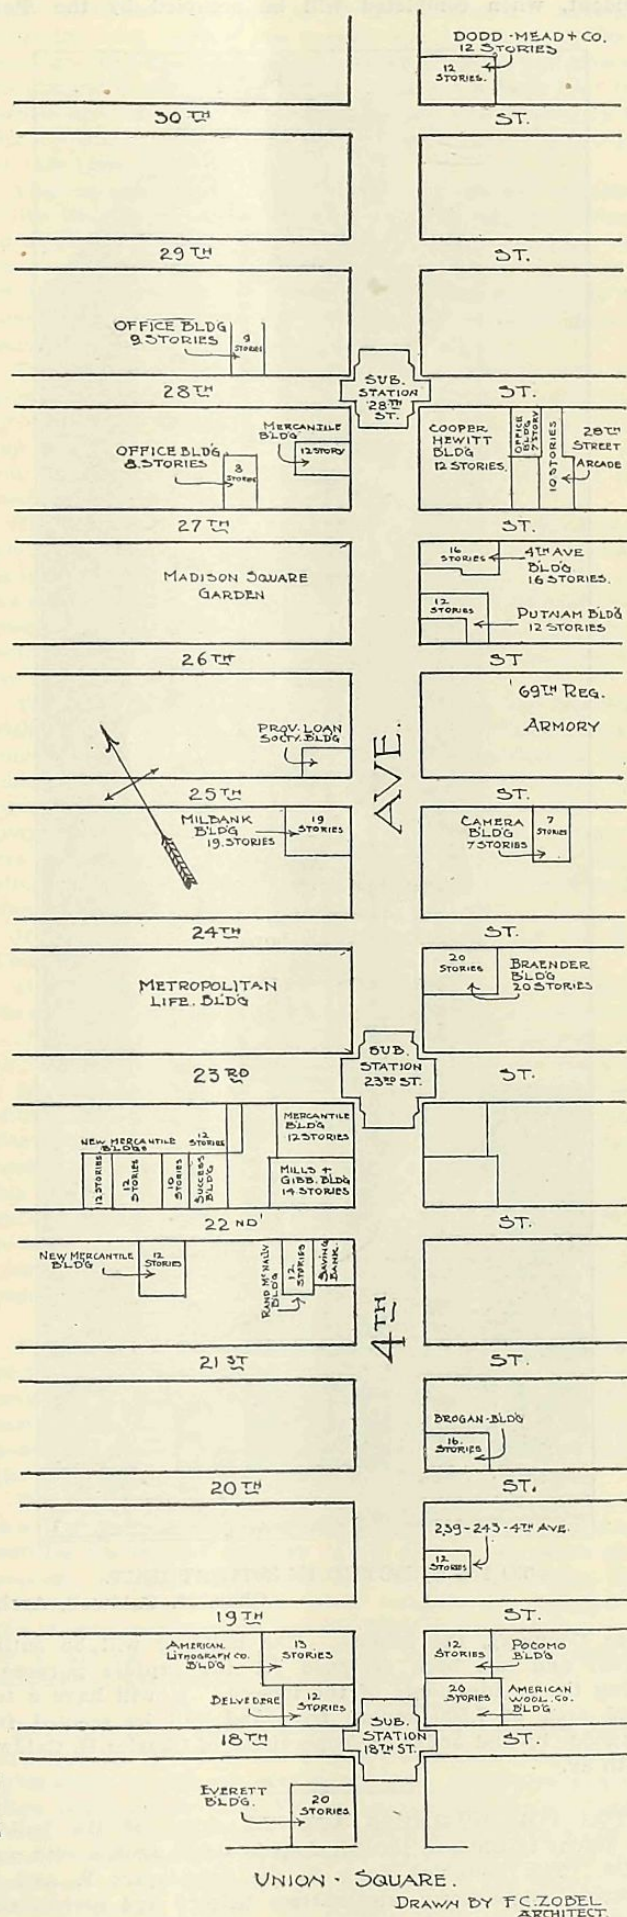 DODD-MEAD + CO.
12 STORIES
12
STORIES.
30TH ST.
29TH ST.
OFFICE BLDG
9 STORIES
9
STORIES
SUB.
STATION
28TH
ST.
28TH ST.
MERCANTILE
BLDG
12 STORY
OFFICE BLDG.
8. STORIES
8
STORIES
COOPER
HEWITT
BLDG
12 STORIES.
OFFICE
BLDG
7 STORY
10 STORIES
28TH
STREET
ARCADE
27TH ST.
MADISON SQUARE
GARDEN
16
STORIES
4TH AVE
BLDG
16 STORIES.
12
STORIES
PUTNAM BLDG
12 STORIES
26TH ST
69TH REG.
ARMORY
PROV. LOAN
SOCTY. BLDG
AVE.
25TH ST.
MILBANK
BLDG
19. STORIES
19
STORIES
CAMERA
BLDG
7 STORIES
7
STORIES
24TH ST.
METROPOLITAN
LIFE. BLDG
20
STORIES
BRAENDER
BLDG
20 STORIES
SUB.
STATION
23RD ST.
23RD ST.
NEW MERCANTILE
BLDGS
12
STORIES
MERCANTILE
BLDG
12 STORIES
12 STORIES
12
STORIES
10
STORIES
SUCCESS
BLDG
MILLS +
GIBB. BLDG
14 STORIES
22ND ST.
NEW MERCANTILE
BLDG
12
STORIES
RAND McNALLY
BLDG
12
STORIES
SAVING
BANK.
4TH
21ST ST.
BROGAN-BLDG
16.
STORIES
20TH ST.
239-243-4TH AVE.
12
STORIES
19TH ST.
AMERICAN
LITHOGRAPH CO.
BLDG
13
STORIES
12
STORIES
POCOMO
BLDG
BELVEDERE
12
STORIES
20
STORIES
AMERICAN
WOOL. CO.
BLDG.
SUB.
STATION
18TH ST.
18TH ST.
EVERETT
BLDG.
20
STORIES
UNION - SQUARE.
DRAWN BY F.C. ZOBEL
ARCHITECT.